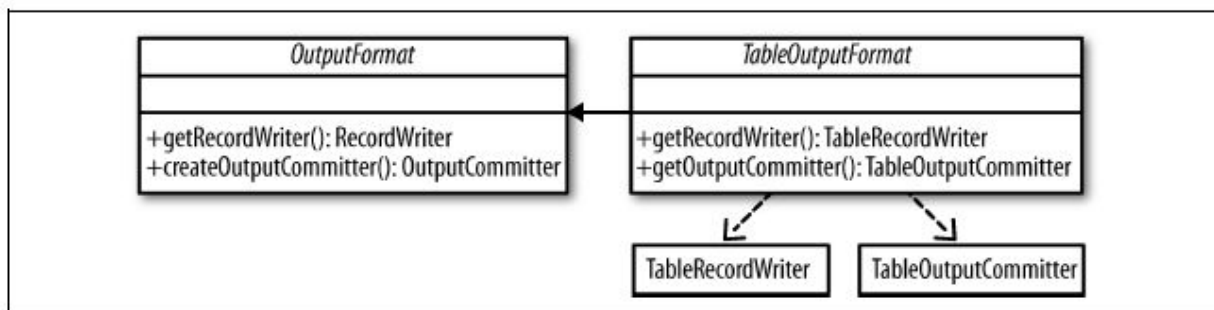 OutputFormat
+getRecordWriter(): RecordWriter
+createOutputCommitter(): OutputCommitter
TableOutputFormat
+getRecordWriter(): TableRecordWriter
+getOutputCommitter(): TableOutputCommitter
TableRecordWriter
TableOutputCommitter